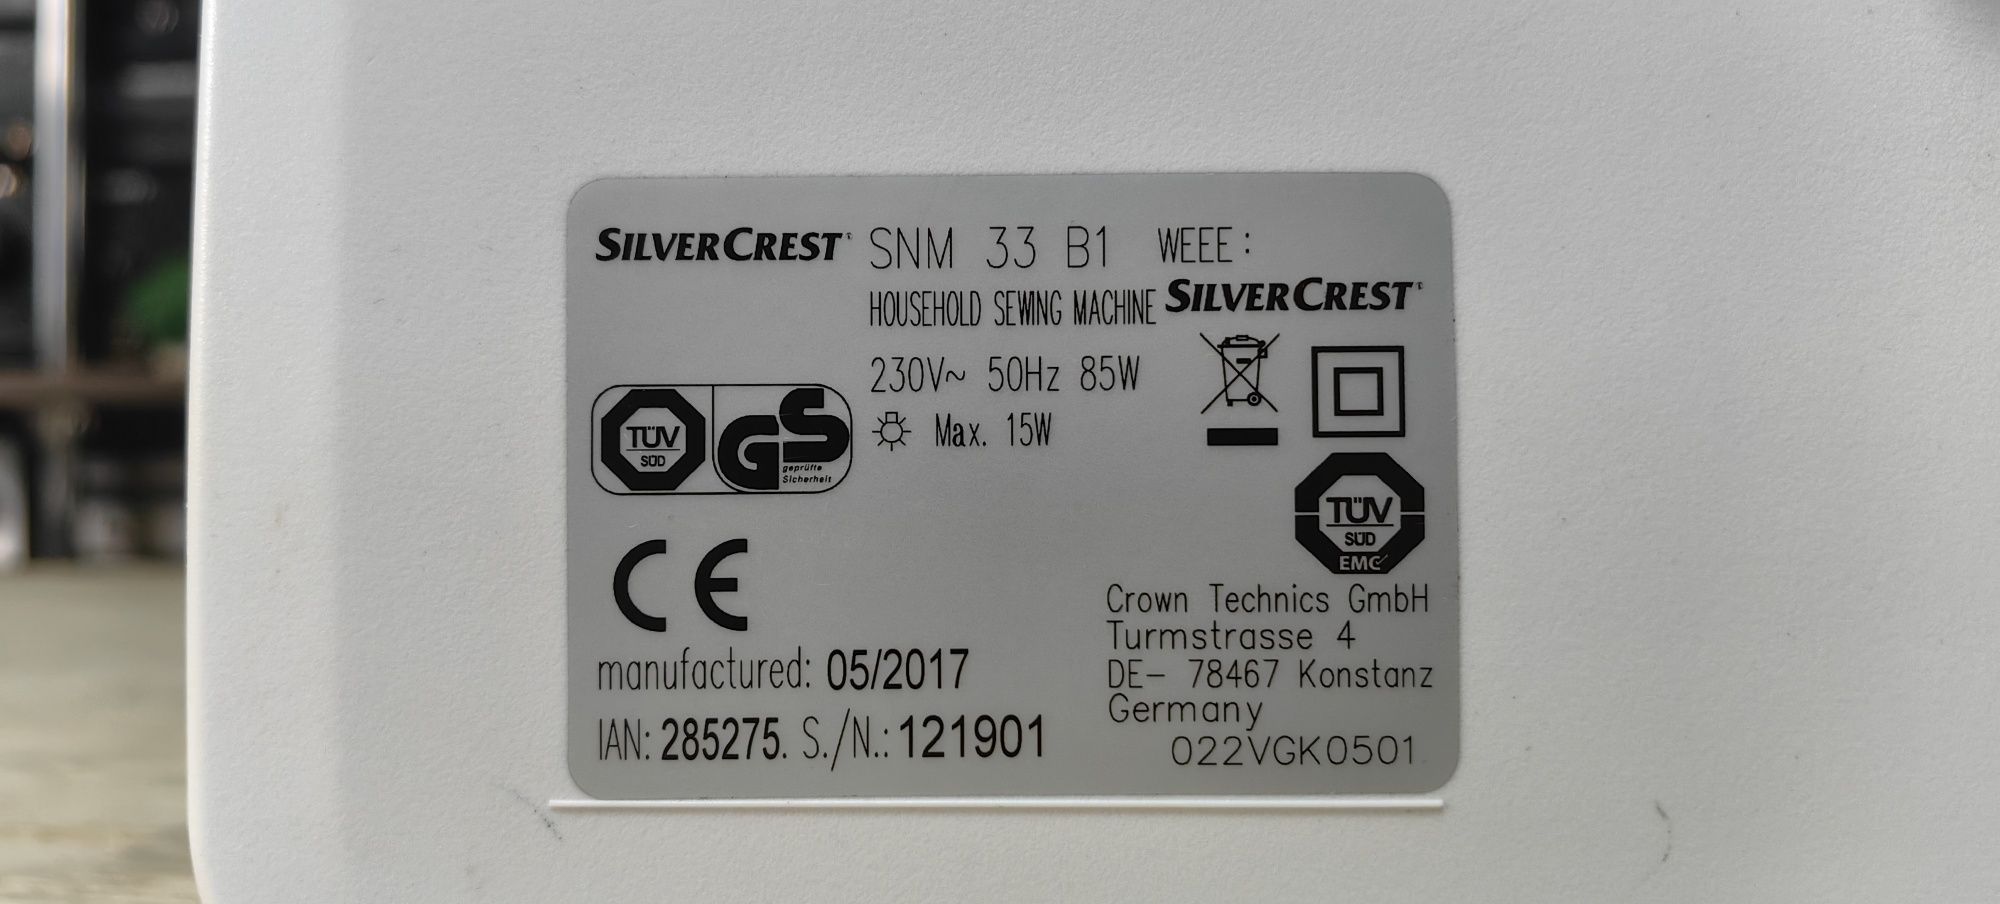 SILVERCREST® SNM 33 B1 WEEE:
HOUSEHOLD SEWING MACHINE SILVERCREST®
230V~ 50Hz 85W
Max. 15W
TÜV
SÜD
GS
geprüfte
Sicherheit
TÜV
SÜD
EMC
CE
manufactured: 05/2017
IAN: 285275. S./N.: 121901
Crown Technics GmbH
Turmstrasse 4
DE- 78467 Konstanz
Germany
022VGK0501